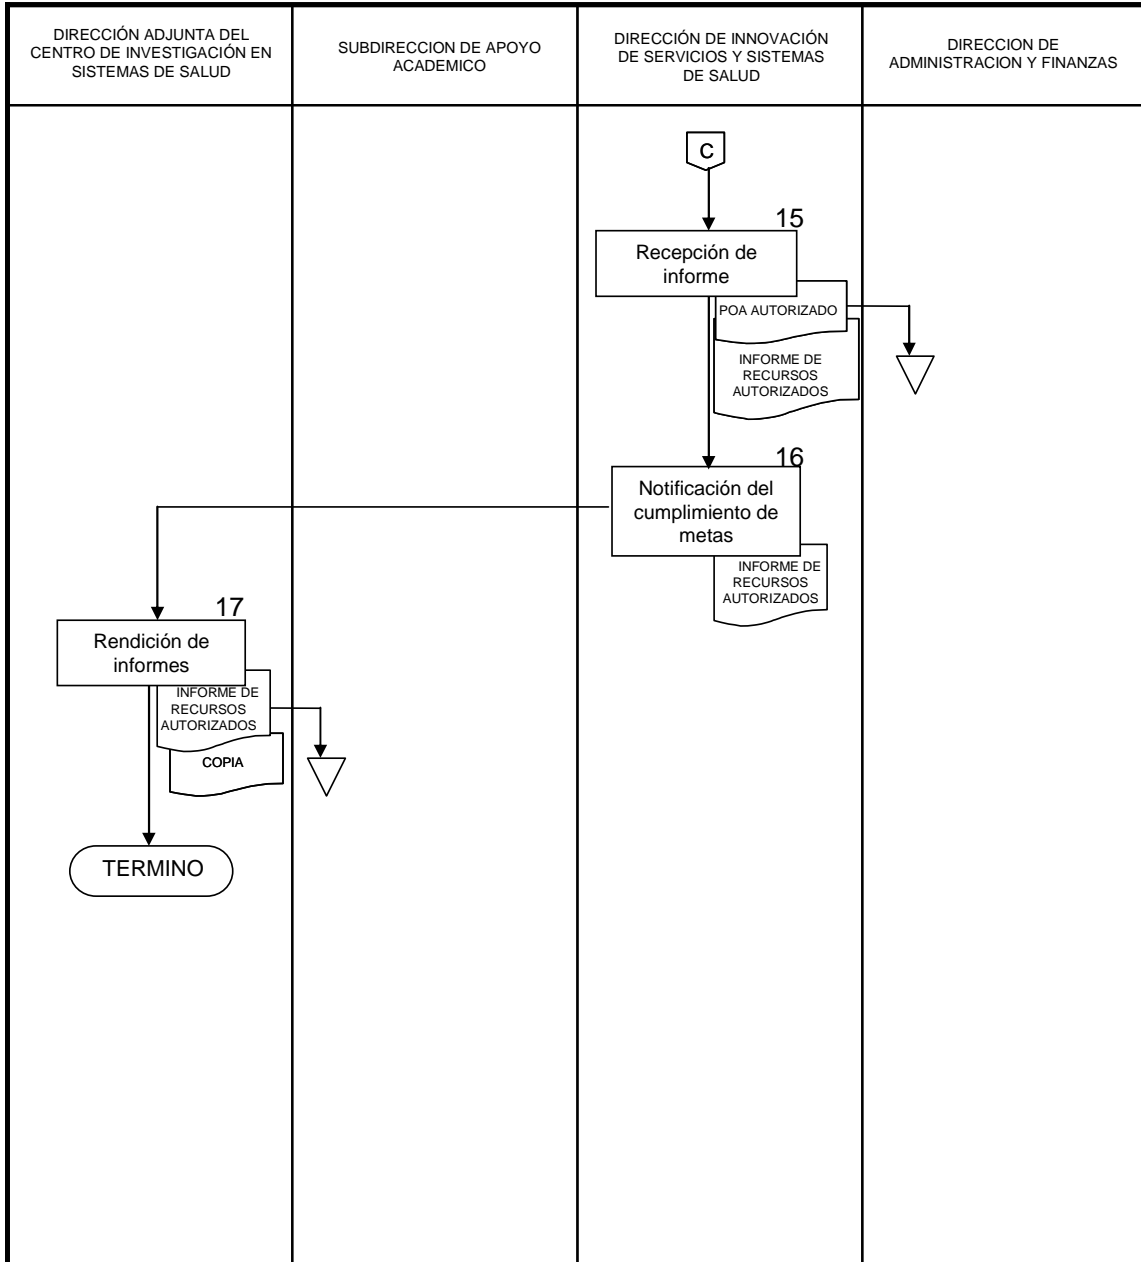 DIRECCIÓN ADJUNTA DEL
CENTRO DE INVESTIGACIÓN EN
SISTEMAS DE SALUD
SUBDIRECCION DE APOYO
ACADEMICO
DIRECCIÓN DE INNOVACIÓN
DE SERVICIOS Y SISTEMAS
DE SALUD
DIRECCION DE
ADMINISTRACION Y FINANZAS
C
15
Recepción de
informe
POA AUTORIZADO
INFORME DE
RECURSOS
AUTORIZADOS
16
Notificación del
cumplimiento de
metas
INFORME DE
RECURSOS
AUTORIZADOS
17
Rendición de
informes
INFORME DE
RECURSOS
AUTORIZADOS
COPIA
TERMINO